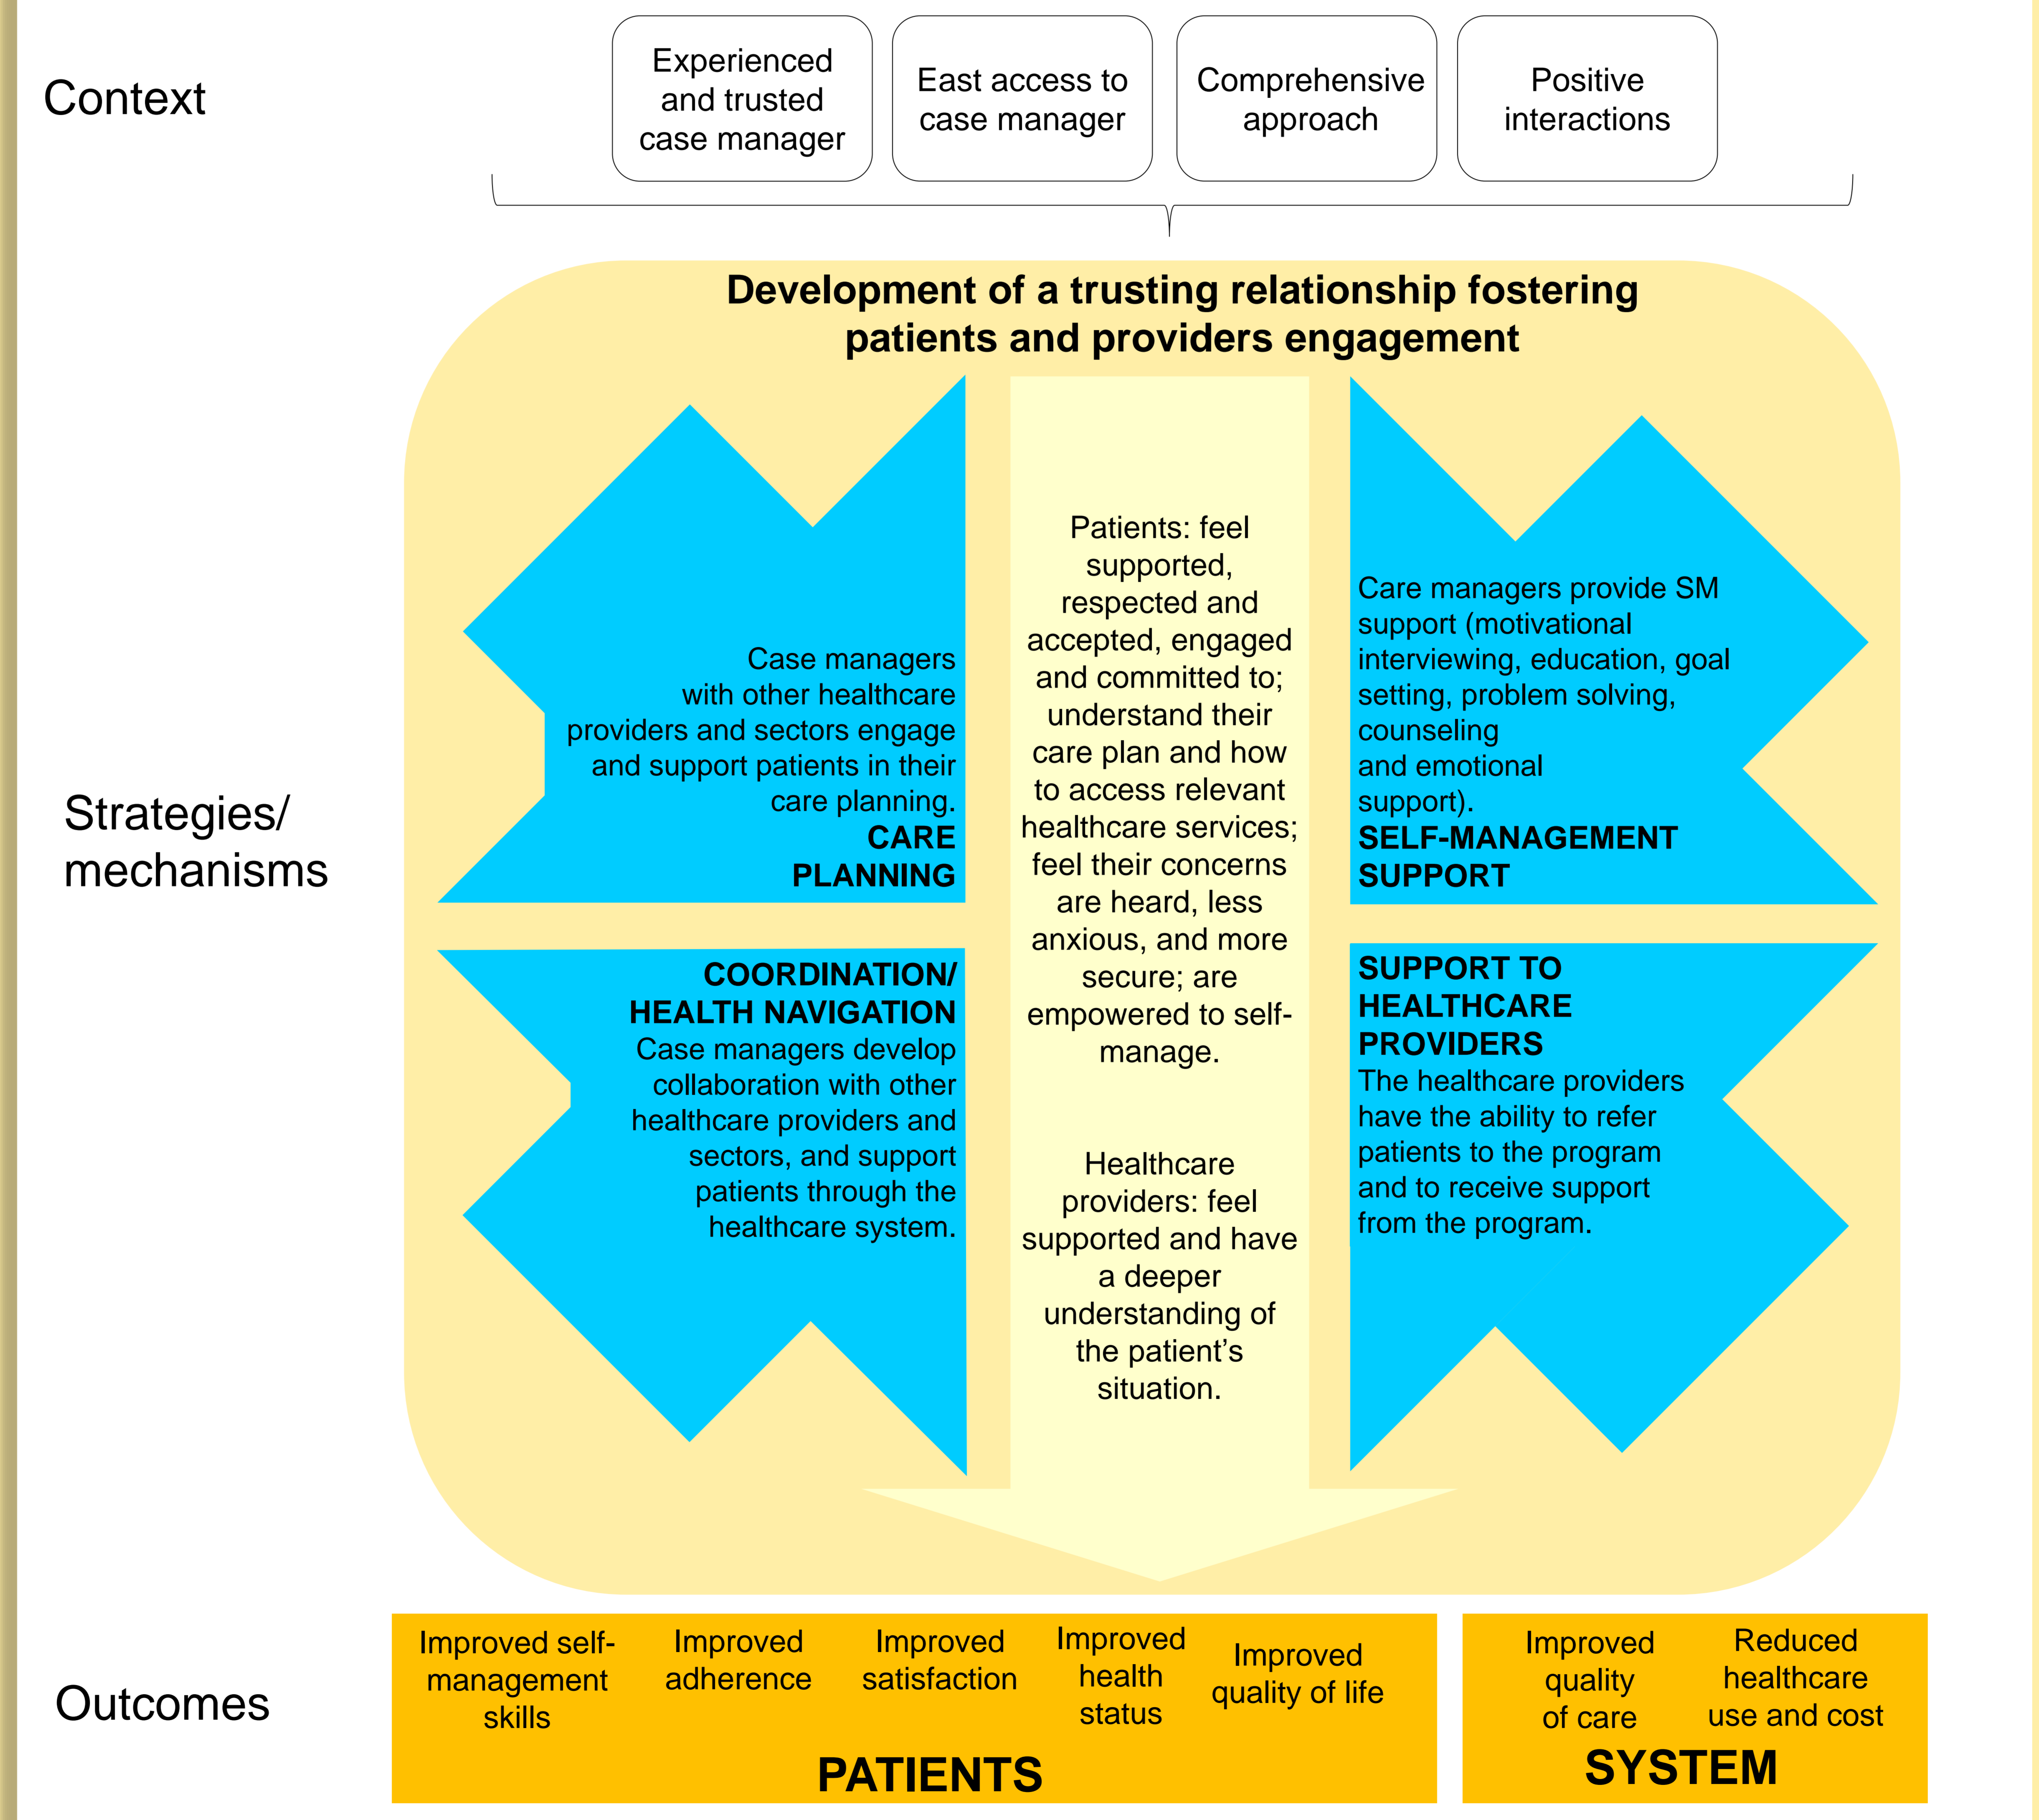 Context
Experienced
and trusted
case manager
East access to
case manager
Comprehensive
approach
Positive
interactions
Development of a trusting relationship fostering
patients and providers engagement
Strategies/
mechanisms
Case managers
with other healthcare
providers and sectors engage
and support patients in their
care planning.
CARE
PLANNING
Patients: feel
supported,
respected and
accepted, engaged
and committed to;
understand their
care plan and how
to access relevant
healthcare services;
feel their concerns
are heard, less
anxious, and more
secure; are
empowered to self-
manage.
Healthcare
providers: feel
supported and have
a deeper
understanding of
the patient’s
situation.
Care managers provide SM
support (motivational
interviewing, education, goal
setting, problem solving,
counseling
and emotional
support).
SELF-MANAGEMENT
SUPPORT
COORDINATION/
HEALTH NAVIGATION
Case managers develop
collaboration with other
healthcare providers and
sectors, and support
patients through the
healthcare system.
SUPPORT TO
HEALTHCARE
PROVIDERS
The healthcare providers
have the ability to refer
patients to the program
and to receive support
from the program.
Outcomes
Improved self-
management
skills
Improved
adherence
Improved
satisfaction
Improved
health
status
Improved
quality of life
PATIENTS
Improved
quality
of care
Reduced
healthcare
use and cost
SYSTEM